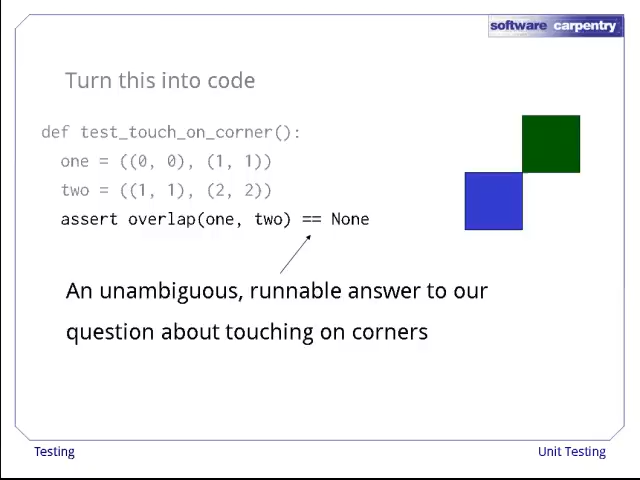 software carpentry
Turn this into code
def test_touch_on_corner():
one = ((0, 0), (1, 1))
two = ((1, 1), (2, 2))
assert overlap(one, two) == None
An unambiguous, runnable answer to our
question about touching on corners
Testing
Unit Testing